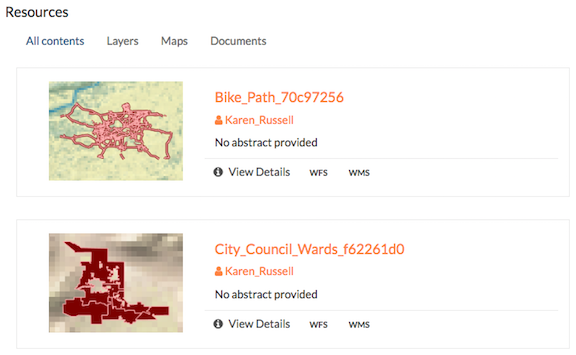 Resources
All contents Layers Maps Documents
Bike_Path_70c97256
Karen_Russell
No abstract provided
View Details WFS WMS
City_Council_Wards_f62261d0
Karen_Russell
No abstract provided
View Details WFS WMS